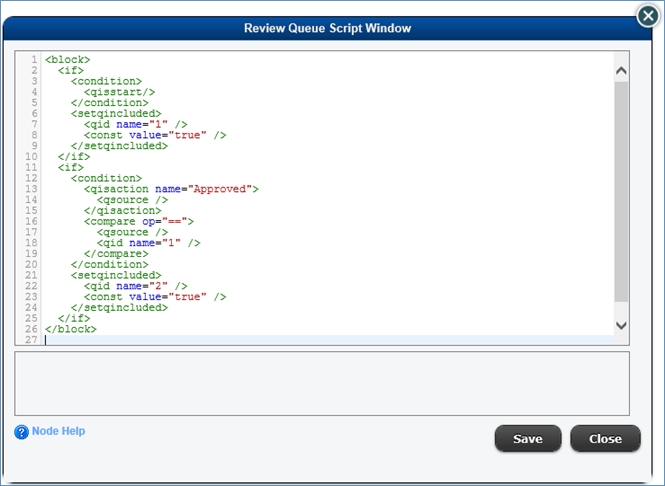 Review Queue Script Window
1 <block>
2   <if>
3     <condition>
4       <qisstart/>
5     </condition>
6     <setqincluded>
7       <qid name="1" />
8       <const value="true" />
9     </setqincluded>
10   </if>
11   <if>
12     <condition>
13       <qisaction name="Approved">
14         <qsource />
15       </qisaction>
16       <compare op="==">
17         <qsource />
18         <qid name="1" />
19       </compare>
20     </condition>
21     <setqincluded>
22       <qid name="2" />
23       <const value="true" />
24     </setqincluded>
25   </if>
26 </block>
27
? Node Help
Save
Close